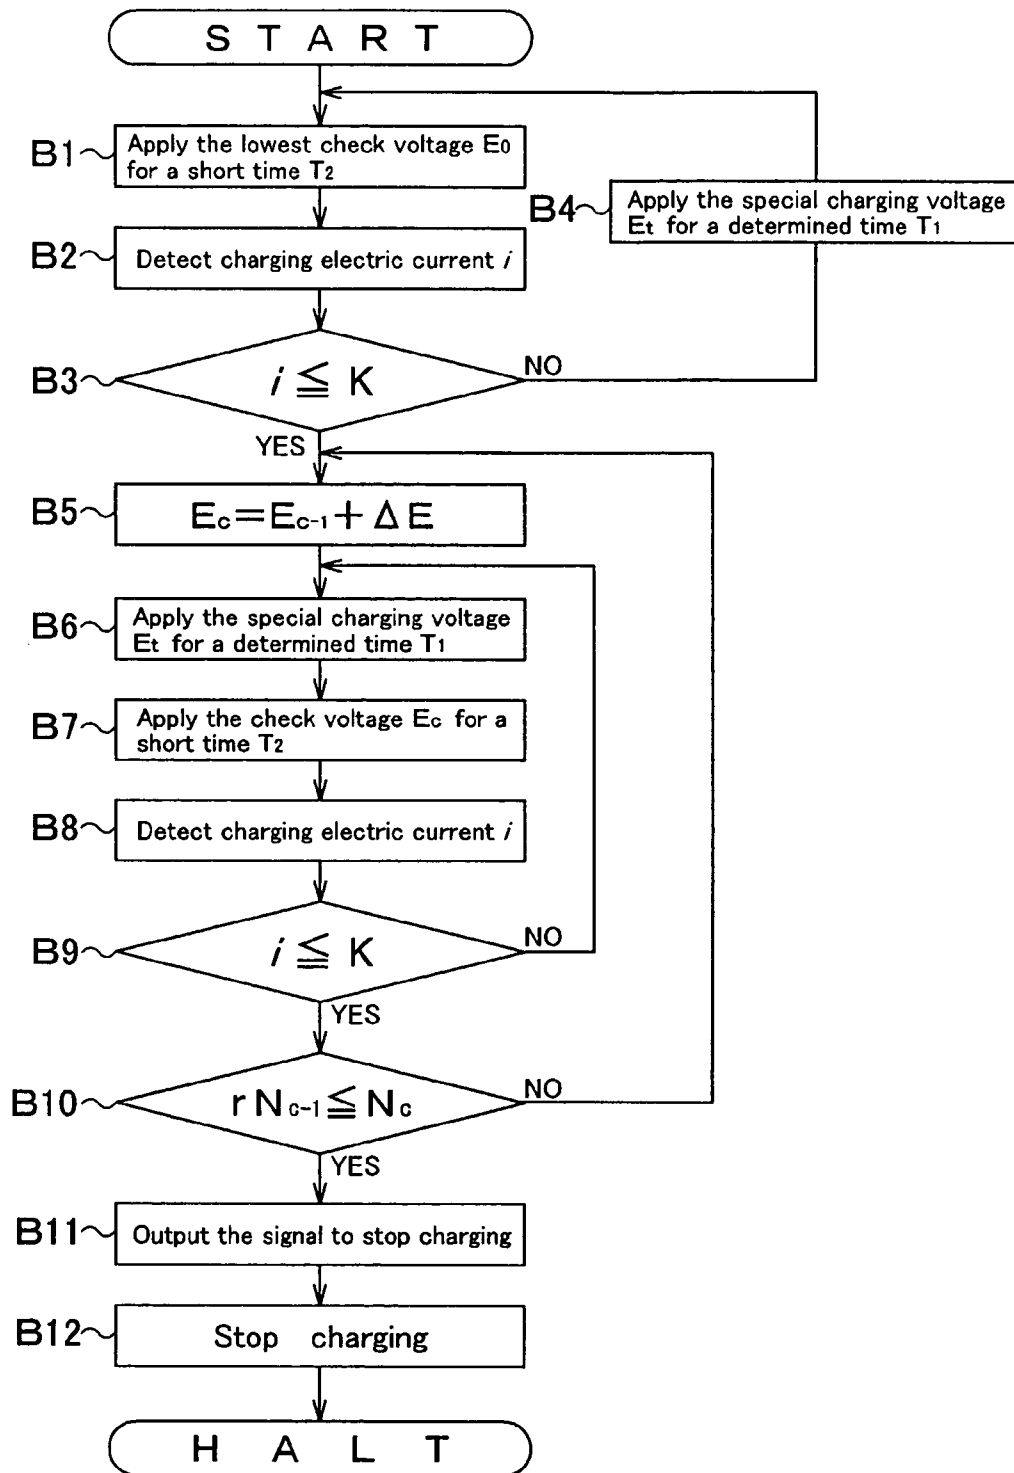 START
B1
Apply the lowest check voltage E0
for a short time T2
B4
Apply the special charging voltage
Et for a determined time T1
B2
Detect charging electric current i
B3
i ≦ K
NO
YES
B5
Ec=Ec-1+ΔE
B6
Apply the special charging voltage
Et for a determined time T1
B7
Apply the check voltage Ec for a
short time T2
B8
Detect charging electric current i
B9
i ≦ K
NO
YES
B10
rNc-1≦Nc
NO
YES
B11
Output the signal to stop charging
B12
Stop charging
HALT